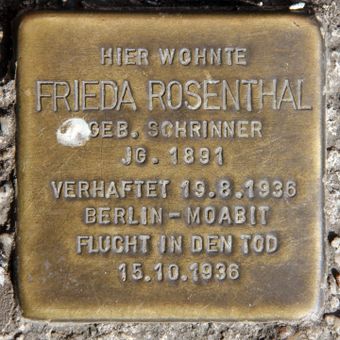 HIER WOHNTE
FRIEDA ROSENTHAL
GEB. SCHRINNER
JG. 1891
VERHAFTET 19.8.1936
BERLIN-MOABIT
FLUCHT IN DEN TOD
15.10.1936